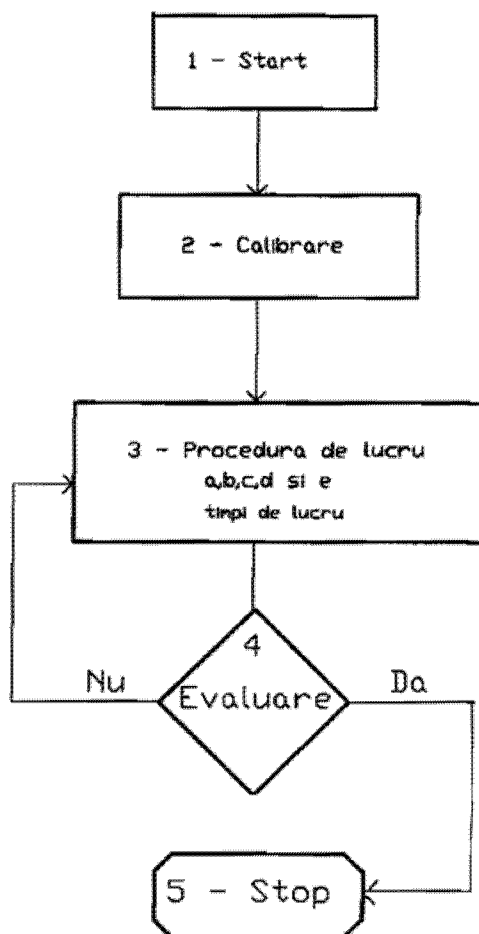 1 - Start
2 - Calibrare
3 - Procedura de lucru
a,b,c,d si e
timpi de lucru
4
Nu
Evaluare
Da
5 - Stop